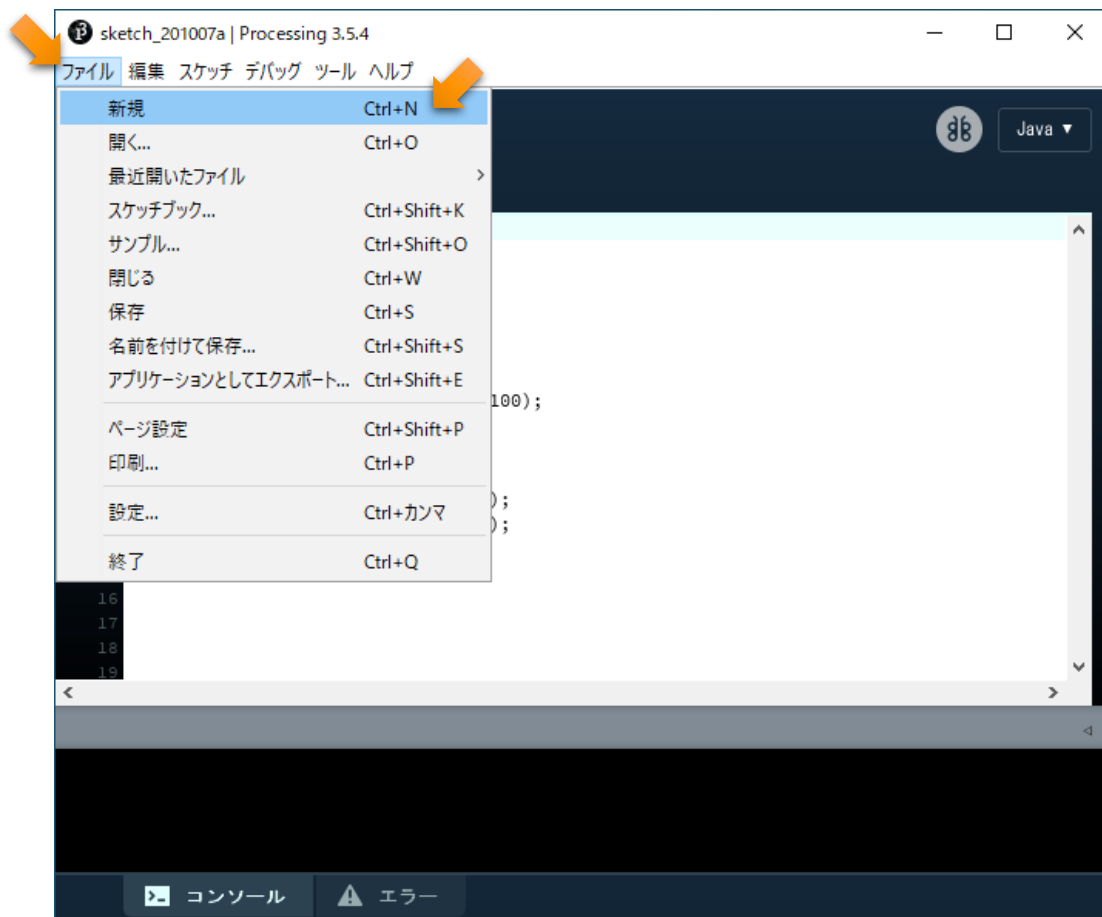 sketch_201007a | Processing 3.5.4
ファイル 編集 スケッチ デバッグ ツール ヘルプ
新規 Ctrl+N
開く... Ctrl+O
最近開いたファイル
スケッチブック... Ctrl+Shift+K
サンプル... Ctrl+Shift+O
閉じる Ctrl+W
保存 Ctrl+S
名前を付けて保存... Ctrl+Shift+S
アプリケーションとしてエクスポート... Ctrl+Shift+E
ページ設定 Ctrl+Shift+P
印刷... Ctrl+P
設定... Ctrl+カンマ
終了 Ctrl+Q
Java ▼
100);
);
);
16
17
18
19
コンソール エラー